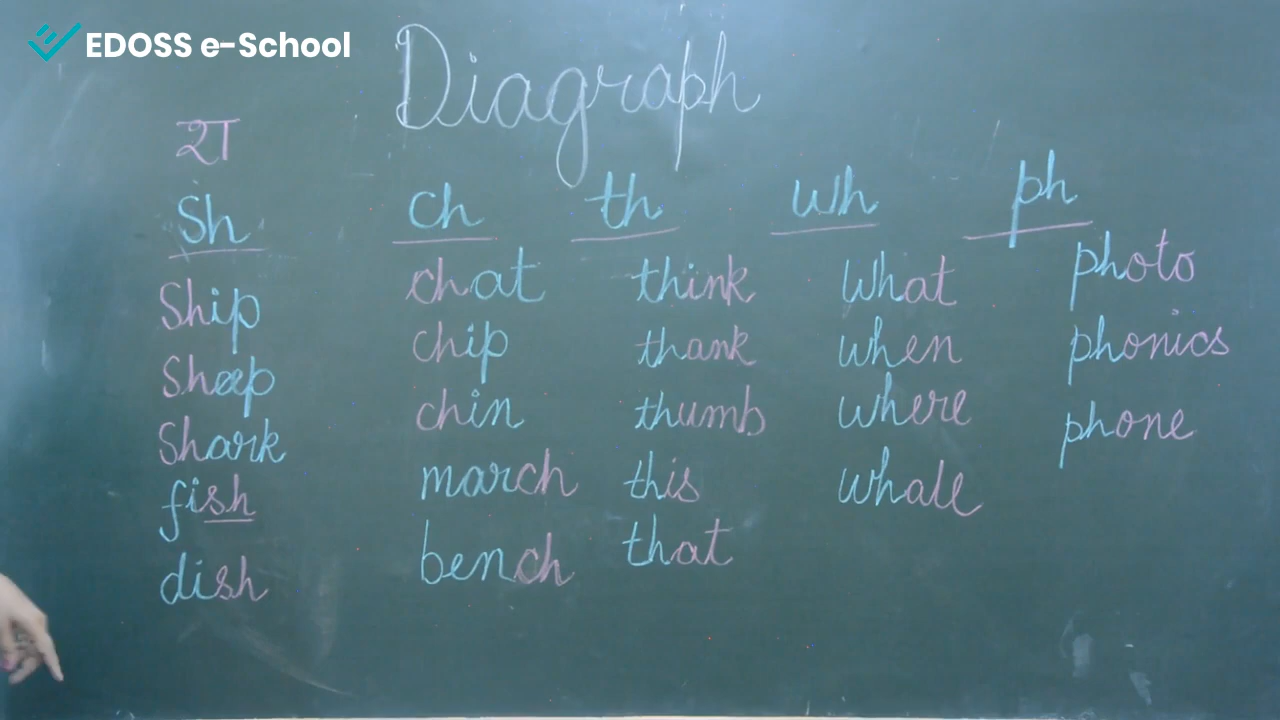 EDOSS e-School
Diagraph
श
Sh
Ship
Sheep
Shark
fish
dish
ch
chat
chip
chin
march
bench
th
think
thank
thumb
this
that
wh
What
when
where
whale
ph
photo
phonics
phone